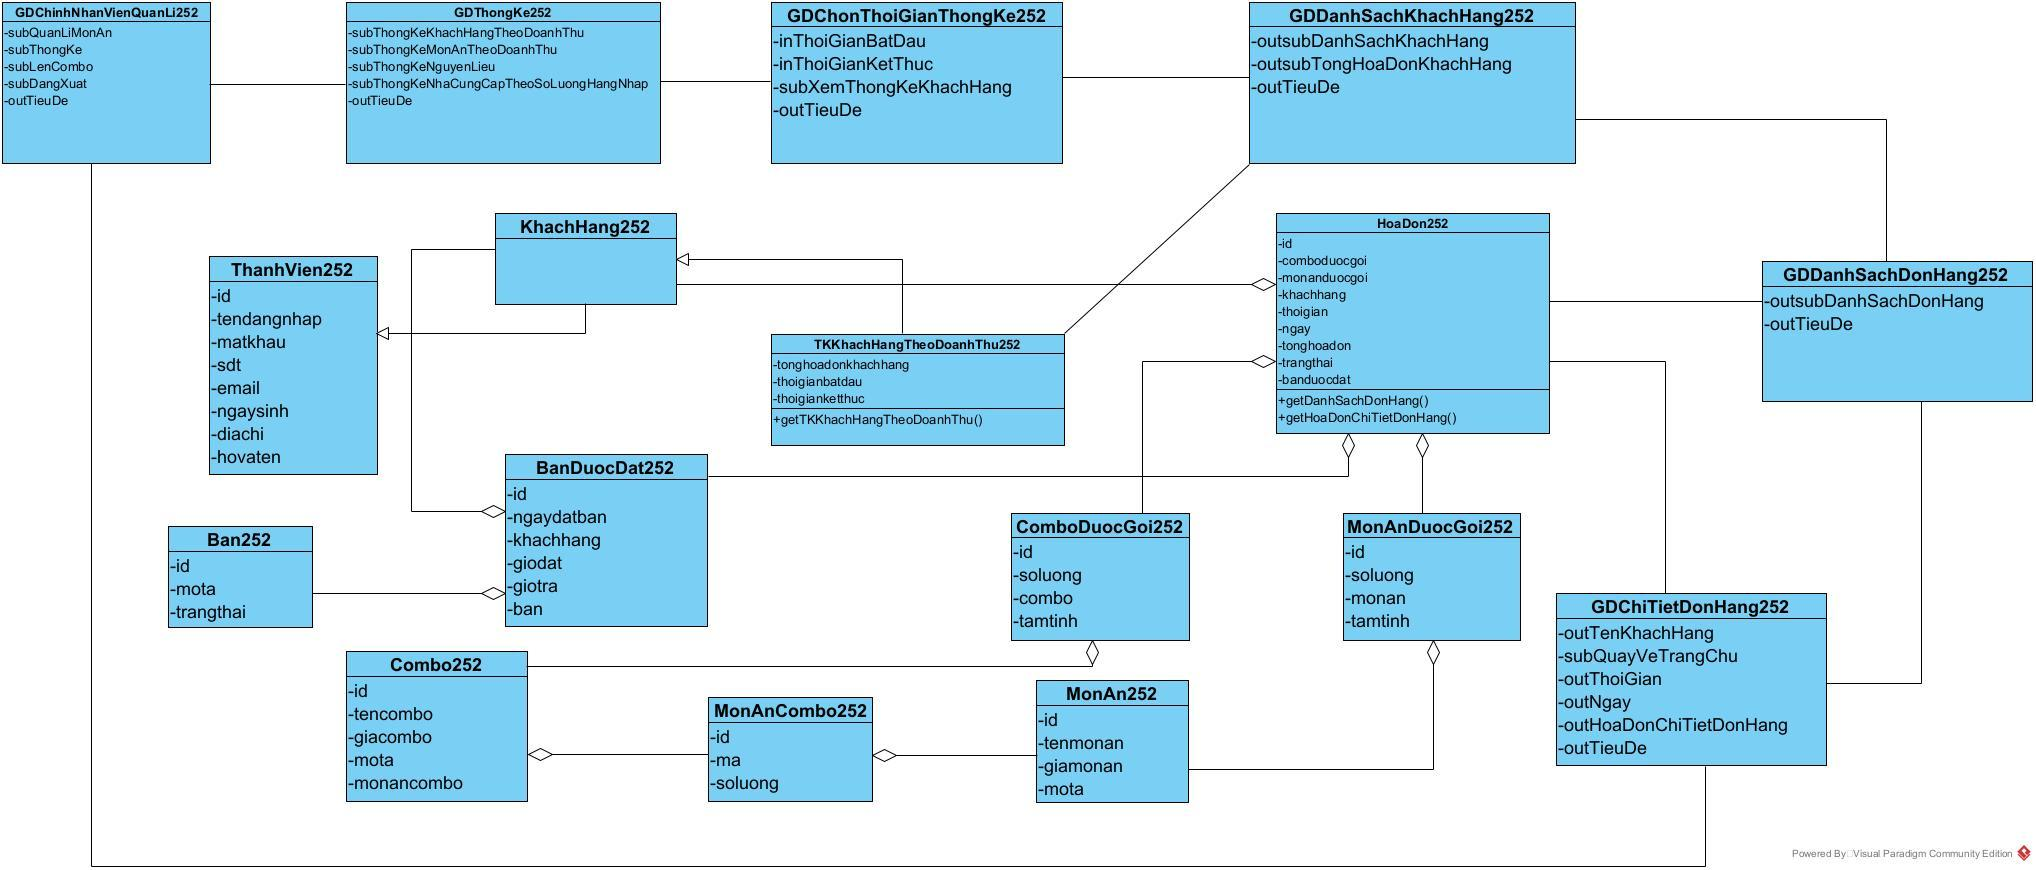 GDChinhNhanVienQuanLi252
-subQuanLiMonAn
-subThongKe
-subLenCombo
-subDangXuat
-outTieuDe
GDThongKe252
-subThongKeKhachHangTheoDoanhThu
-subThongKeMonAnTheoDoanhThu
-subThongKeNguyenLieu
-subThongKeNhaCungCapTheoSoLuongHangNhap
-outTieuDe
GDChonThoiGianThongKe252
-inThoiGianBatDau
-inThoiGianKetThuc
-subXemThongKeKhachHang
-outTieuDe
GDDanhSachKhachHang252
-outsubDanhSachKhachHang
-outsubTongHoaDonKhachHang
-outTieuDe
KhachHang252
ThanhVien252
-id
-tendangnhap
-matkhau
-sdt
-email
-ngaysinh
-diachi
-hovaten
TKKhachHangTheoDoanhThu252
-tonghoadonkhachhang
-thoigianbatdau
-thoigianketthuc
+getTKKhachHangTheoDoanhThu()
HoaDon252
-id
-comboduocgoi
-monanduocgoi
-khachhang
-thoigian
-ngay
-tonghoadon
-trangthai
-banduocdat
+getDanhSachDonHang()
+getHoaDonChiTietDonHang()
GDDanhSachDonHang252
-outsubDanhSachDonHang
-outTieuDe
BanDuocDat252
-id
-ngaydatban
-khachhang
-giodat
-giotra
-ban
Ban252
-id
-mota
-trangthai
ComboDuocGoi252
-id
-soluong
-combo
-tamtinh
MonAnDuocGoi252
-id
-soluong
-monan
-tamtinh
GDChiTietDonHang252
-outTenKhachHang
-subQuayVeTrangChu
-outThoiGian
-outNgay
-outHoaDonChiTietDonHang
-outTieuDe
Combo252
-id
-tencombo
-giacombo
-mota
-monancombo
MonAnCombo252
-id
-ma
-soluong
MonAn252
-id
-tenmonan
-giamonan
-mota
Powered By Visual Paradigm Community Edition